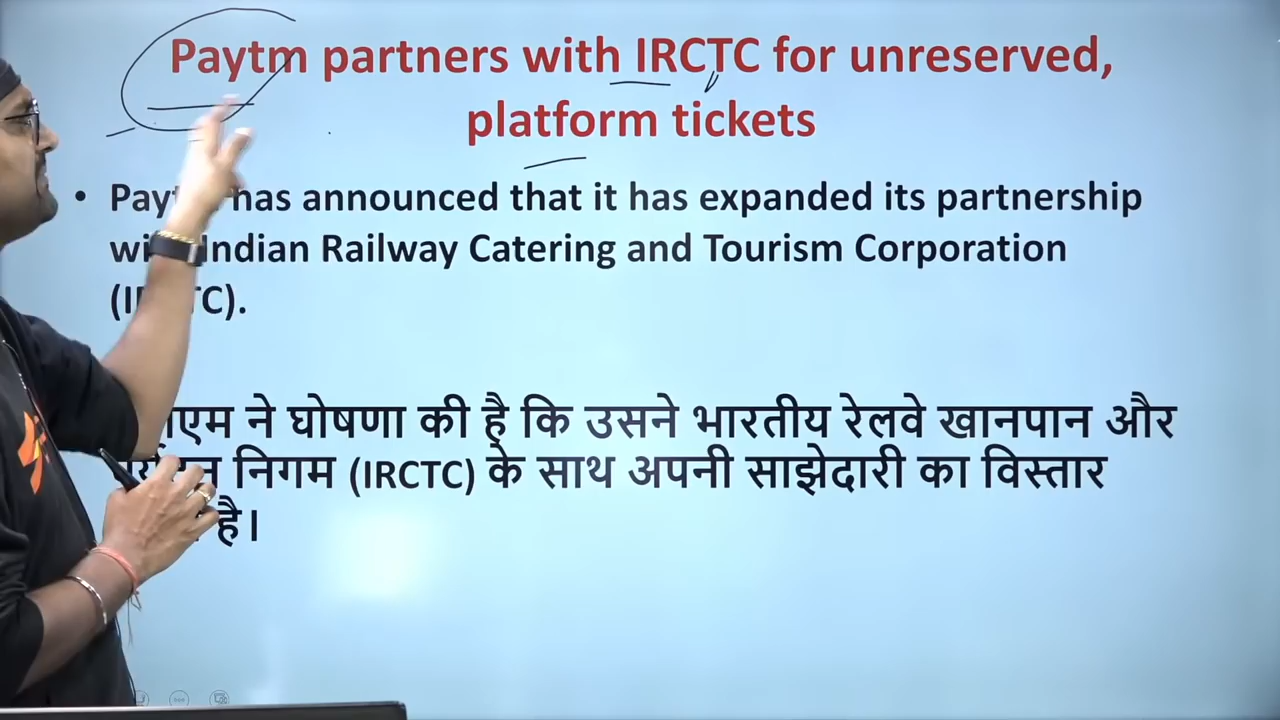 Paytm partners with IRCTC for unreserved,
platform tickets
• has announced that it has expanded its partnership
Indian Railway Catering and Tourism Corporation
ने घोषणा की है कि उसने भारतीय रेलवे खानपान और
निगम (IRCTC) के साथ अपनी साझेदारी का विस्तार
है।